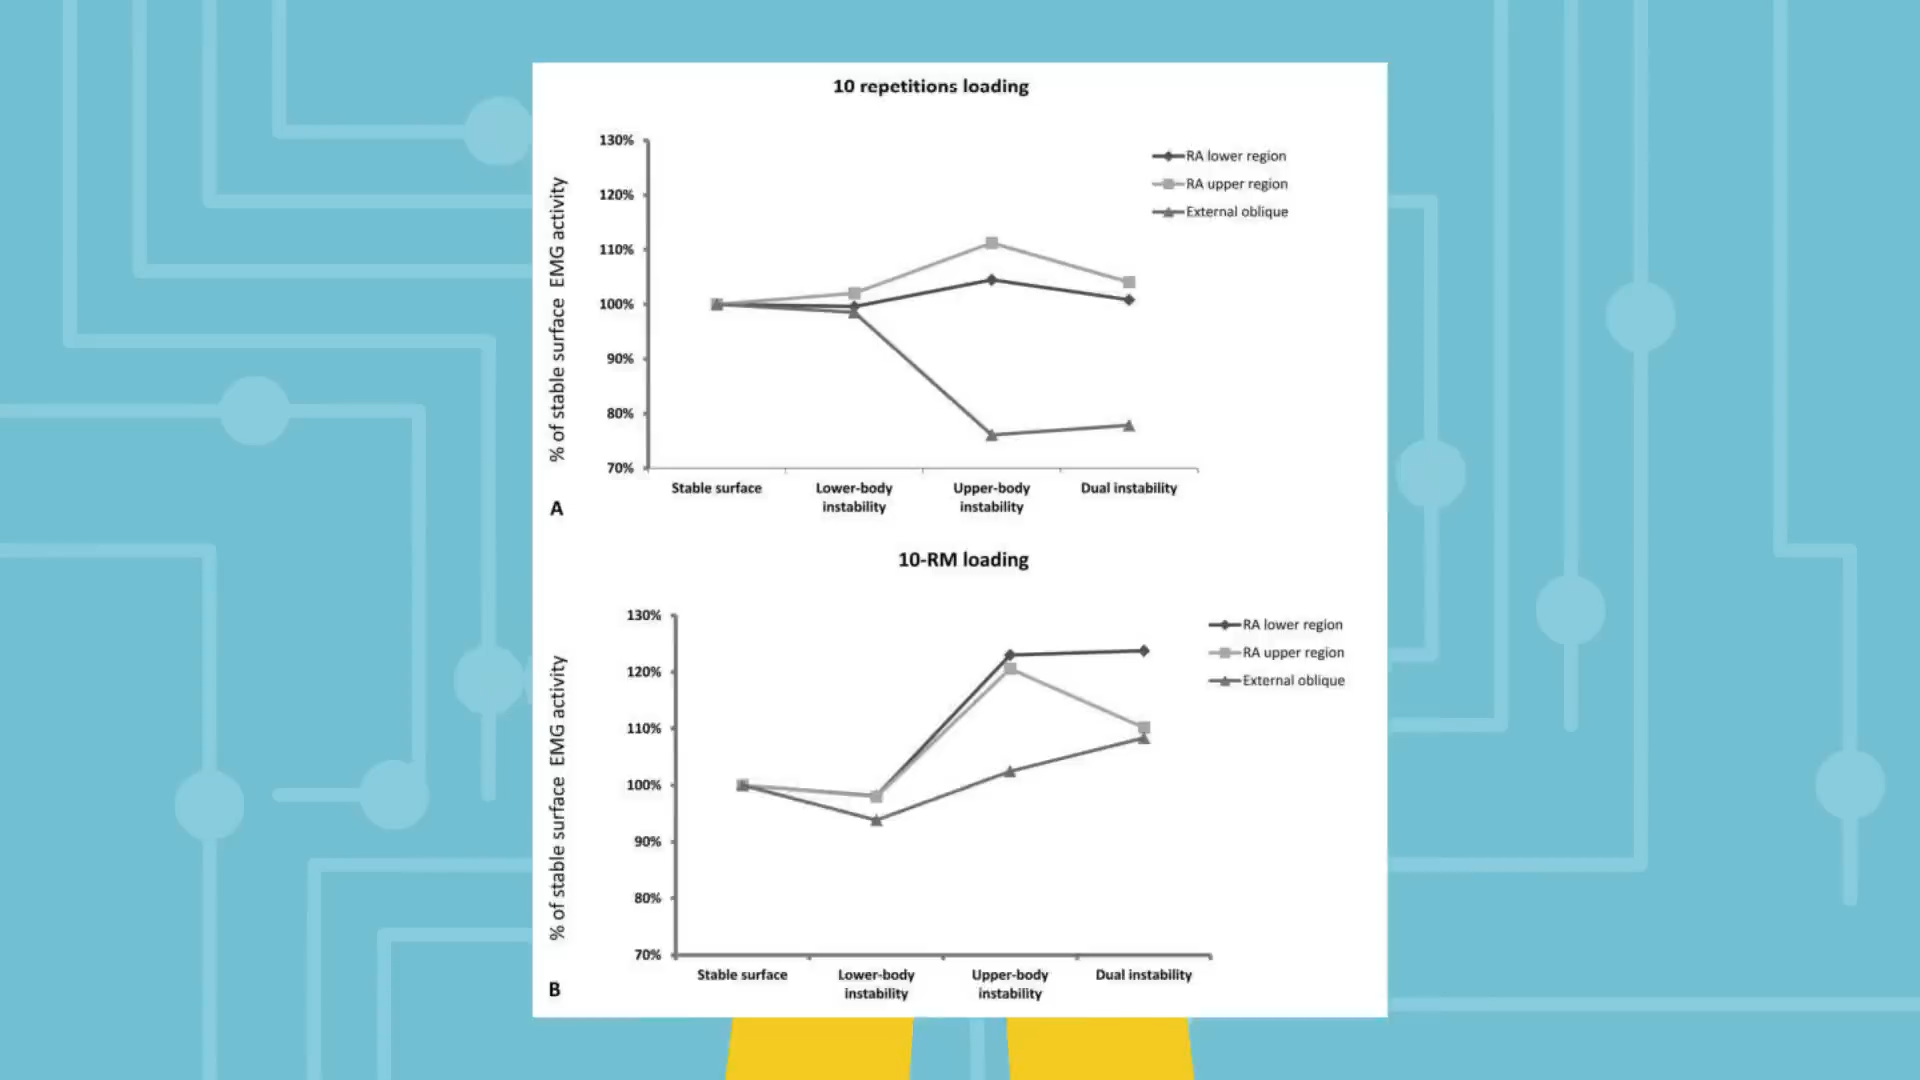 10 repetitions loading
130%
120%
110%
100%
90%
80%
70%
% of stable surface EMG activity
RA lower region
RA upper region
External oblique
Stable surface
Lower-body
instability
Upper-body
instability
Dual instability
A
10-RM loading
130%
120%
110%
100%
90%
80%
70%
% of stable surface EMG activity
RA lower region
RA upper region
External oblique
Stable surface
Lower-body
instability
Upper-body
instability
Dual instability
B